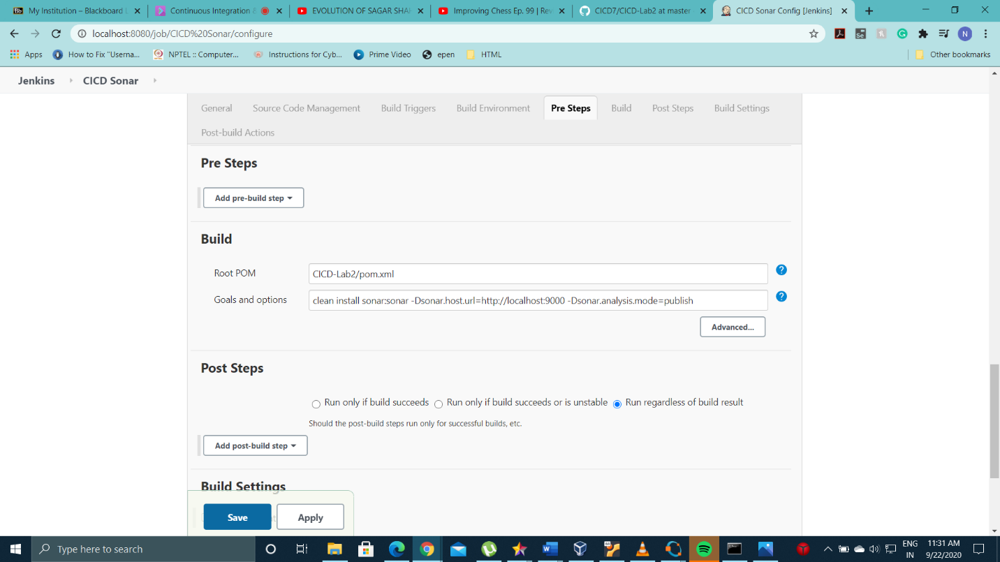 My Institution – Blackboard L
Continuous Integration &
EVOLUTION OF SAGAR SHAH
Improving Chess Ep. 99 | Revi
CICD7/CICD-Lab2 at master
CICD Sonar Config [Jenkins]
localhost:8080/job/CICD%20Sonar/configure
Apps
How to Fix "Userna...
NPTEL :: Computer...
Instructions for Cyb...
Prime Video
epen
HTML
Other bookmarks
Jenkins
CICD Sonar
General
Source Code Management
Build Triggers
Build Environment
Pre Steps
Build
Post Steps
Build Settings
Post-build Actions
Pre Steps
Add pre-build step
Build
Root POM
CICD-Lab2/pom.xml
Goals and options
clean install sonar:sonar -Dsonar.host.url=http://localhost:9000 -Dsonar.analysis.mode=publish
Advanced...
Post Steps
Run only if build succeeds
Run only if build succeeds or is unstable
Run regardless of build result
Should the post-build steps run only for successful builds, etc.
Add post-build step
Build Settings
Save
Apply
Type here to search
ENG
IN
11:31 AM
9/22/2020